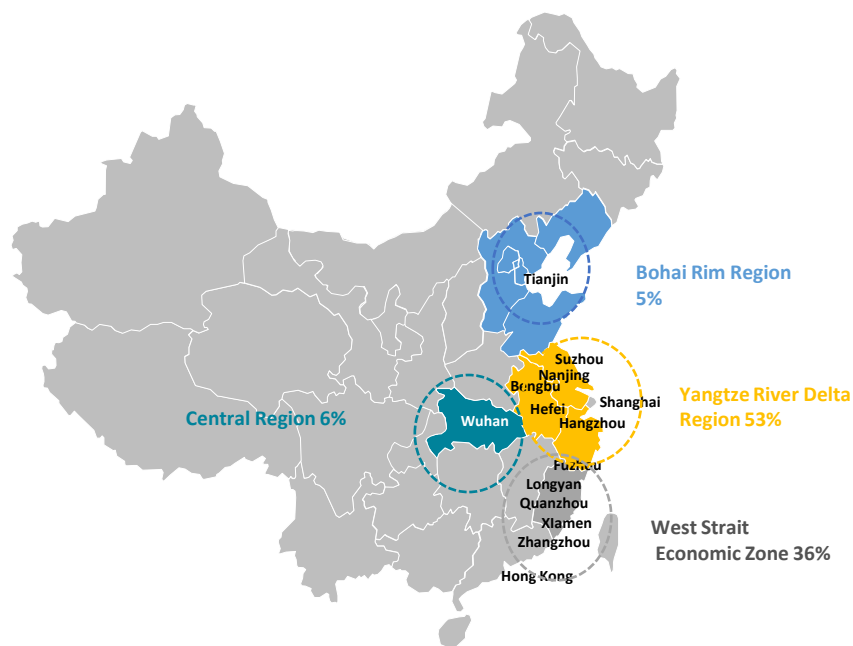 Tianjin
Bohai Rim Region
5%
Suzhou
Nanjing
Bengbu
Shanghai
Yangtze River Delta
Region 53%
Hefei
Hangzhou
Central Region 6%
Wuhan
Fuzhou
Longyan
Quanzhou
XIamen
Zhangzhou
West Strait
Economic Zone 36%
Hong Kong